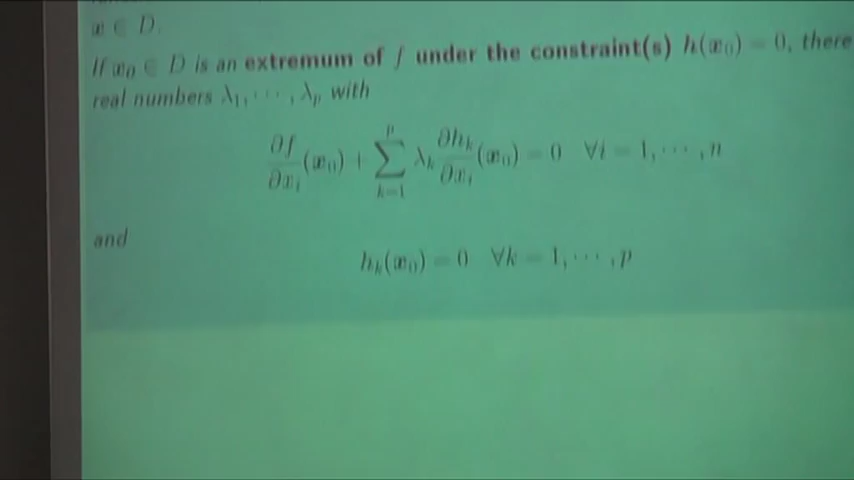 x ∈ D.
If x₀ ∈ D is an extremum of f under the constraint(s) h(x₀) = 0, there
real numbers λ₁, ⋯ , λₚ with
∂f/∂xᵢ (x₀) + ∑ₖ₌₁ᵖ λₖ ∂hₖ/∂xᵢ (x₀) = 0 ∀i = 1, ⋯ , n
and
hₖ(x₀) = 0 ∀k = 1, ⋯ , p